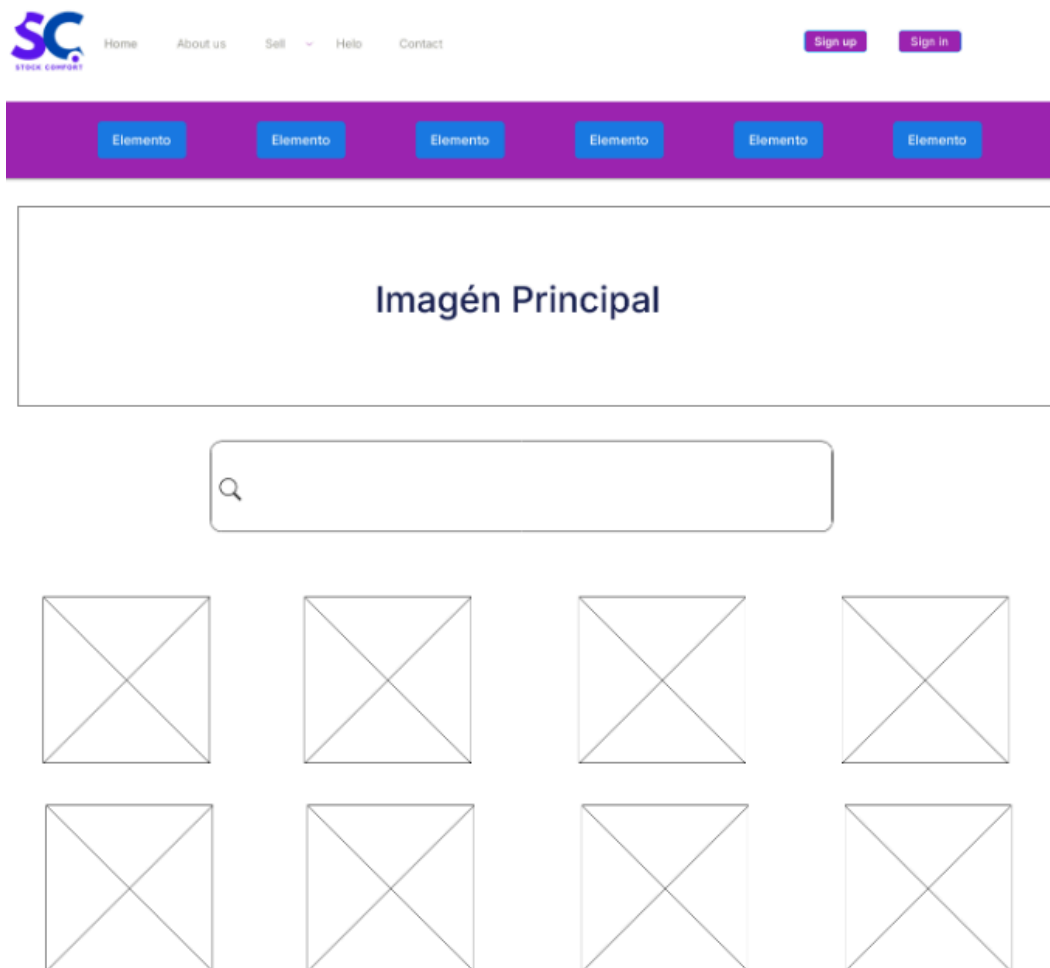 SC
STOCK COMFORT
Home About us Sell Help Contact
Sign up Sign in
Elemento Elemento Elemento Elemento Elemento Elemento
Imagén Principal